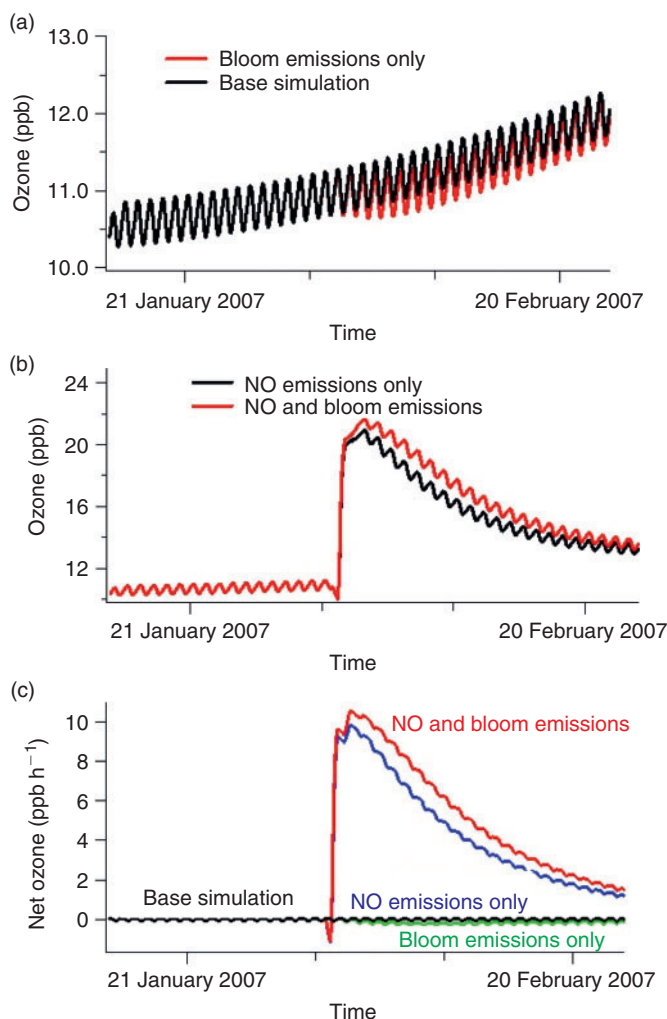 (a)
13.0
12.0
11.0
10.0
Ozone (ppb)
Bloom emissions only
Base simulation
21 January 2007
20 February 2007
Time
(b)
24
20
16
12
Ozone (ppb)
NO emissions only
NO and bloom emissions
21 January 2007
20 February 2007
Time
(c)
10
8
6
4
2
0
Net ozone (ppb h−1)
NO and bloom emissions
Base simulation
NO emissions only
Bloom emissions only
21 January 2007
20 February 2007
Time